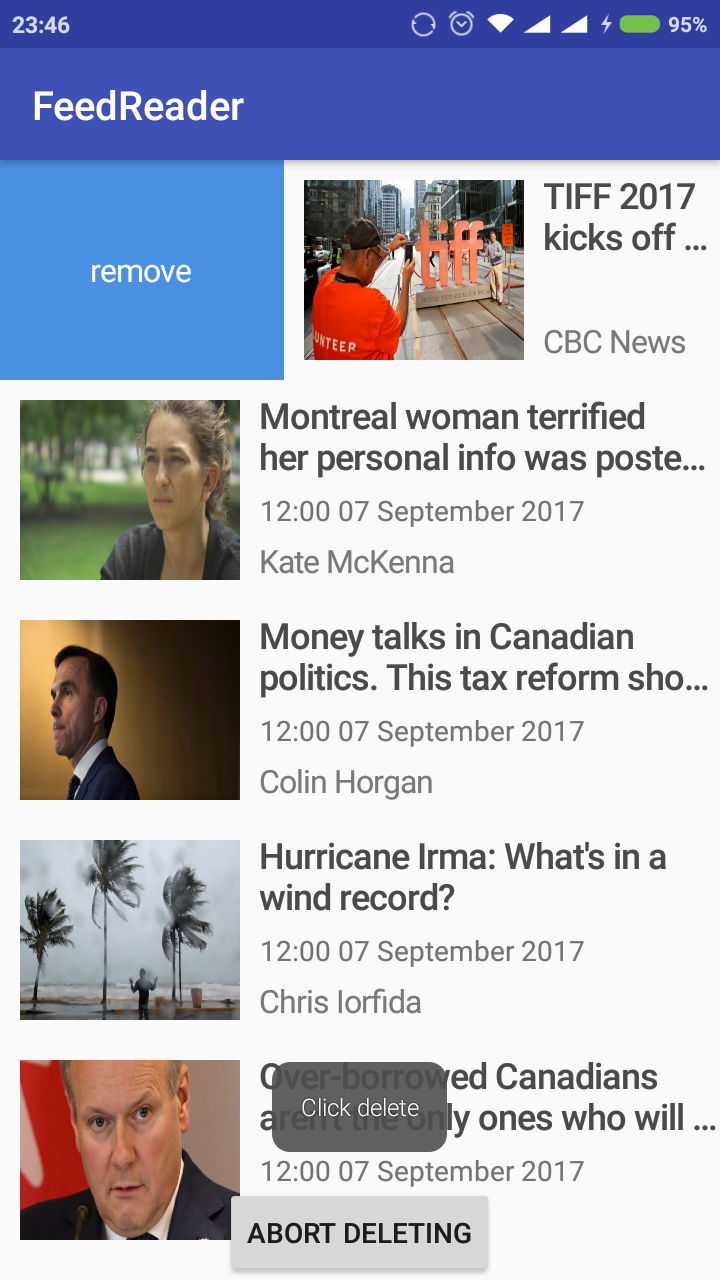 23:46
95%
FeedReader
remove
tiff
UNTEER
TIFF 2017
kicks off ...
CBC News
Montreal woman terrified
her personal info was poste...
12:00 07 September 2017
Kate McKenna
Money talks in Canadian
politics. This tax reform sho...
12:00 07 September 2017
Colin Horgan
Hurricane Irma: What's in a
wind record?
12:00 07 September 2017
Chris Iorfida
Over-borrowed Canadians
aren't the only ones who will ...
Click delete
12:00 07 September 2017
ABORT DELETING